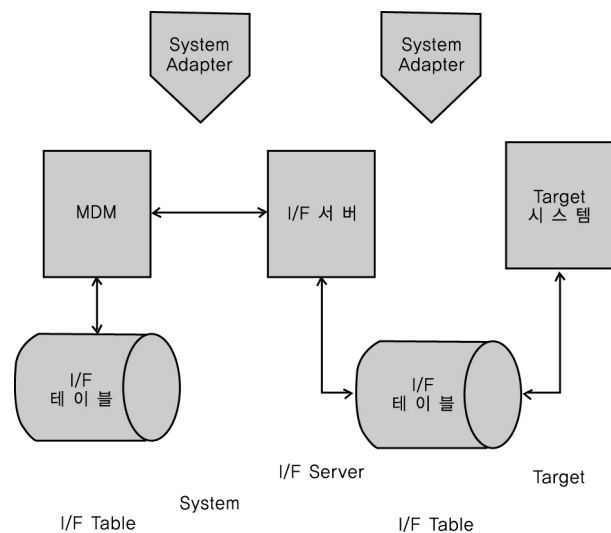 System
Adapter
System
Adapter
MDM
I/F 서버
Target
시스템
I/F
테이블
I/F
테이블
I/F Server
Target
System
I/F Table
I/F Table